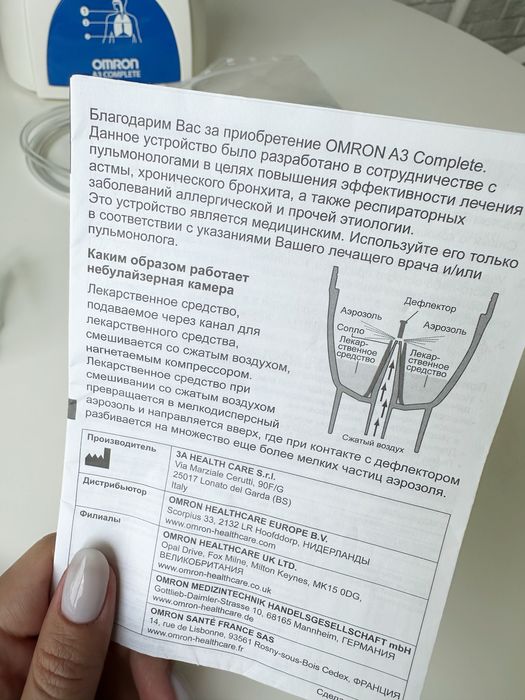 OMRON
A3 COMPLETE
Благодарим Вас за приобретение OMRON A3 Complete.
Данное устройство было разработано в сотрудничестве с
пульмонологами в целях повышения эффективности лечения
астмы, хронического бронхита, а также респираторных
заболеваний аллергической и прочей этиологии.
Это устройство является медицинским. Используйте его только
в соответствии с указаниями Вашего лечащего врача и/или
пульмонолога.
Каким образом работает
небулайзерная камера
Лекарственное средство,
подаваемое через канал для
лекарственного средства,
смешивается со сжатым воздухом,
нагнетаемым компрессором.
Лекарственное средство при
смешивании со сжатым воздухом
превращается в мелкодисперсный
аэрозоль и направляется вверх, где при контакте с дефлектором
разбивается на множество еще более мелких частиц аэрозоля.
Дефлектор
Аэрозоль
Аэрозоль
Сопло
Лекар-
ственное
средство
Лекар-
ственное
средство
Сжатый воздух
Производитель
3A HEALTH CARE S.r.l.
Via Marziale Cerutti, 90F/G
25017 Lonato del Garda (BS)
Italy
Дистрибьютор
OMRON HEALTHCARE EUROPE B.V.
Scorpius 33, 2132 LR Hoofddorp, НИДЕРЛАНДЫ
www.omron-healthcare.com
Филиалы
OMRON HEALTHCARE UK LTD.
Opal Drive, Fox Milne, Milton Keynes, MK15 0DG,
ВЕЛИКОБРИТАНИЯ
www.omron-healthcare.co.uk
OMRON MEDIZINTECHNIK HANDELSGESELLSCHAFT mbH
Gottlieb-Daimler-Strasse 10, 68165 Mannheim, ГЕРМАНИЯ
www.omron-healthcare.de
OMRON SANTÉ FRANCE SAS
14, rue de Lisbonne, 93561 Rosny-sous-Bois Cedex, ФРАНЦИЯ
www.omron-healthcare.fr